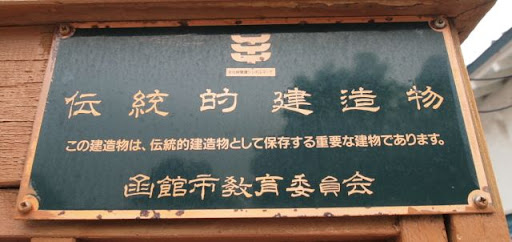 伝統的建造物
この建造物は、伝統的建造物として保存する重要な建物であります。
函館市教育委員会